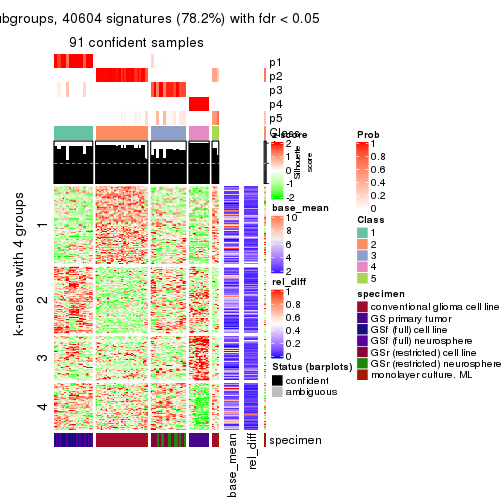 ubgroups, 40604 signatures (78.2%) with fdr < 0.05
91 confident samples
p1
p2
p3
p4
p5
Class
z-score
2
1
0
-1
-2
Silhouette
score
Prob
1
0.8
0.6
0.4
0.2
0
base_mean
10
8
6
4
2
Class
1
2
3
4
5
rel_diff
1
0.8
0.6
0.4
0.2
0
specimen
conventional glioma cell line
GS primary tumor
GSf (full) cell line
GSf (full) neurosphere
GSr (restricted) cell line
GSr (restricted) neurosphere
monolayer culture. ML
Status (barplots)
confident
ambiguous
k-means with 4 groups
1
2
3
4
specimen
base_mean
rel_diff